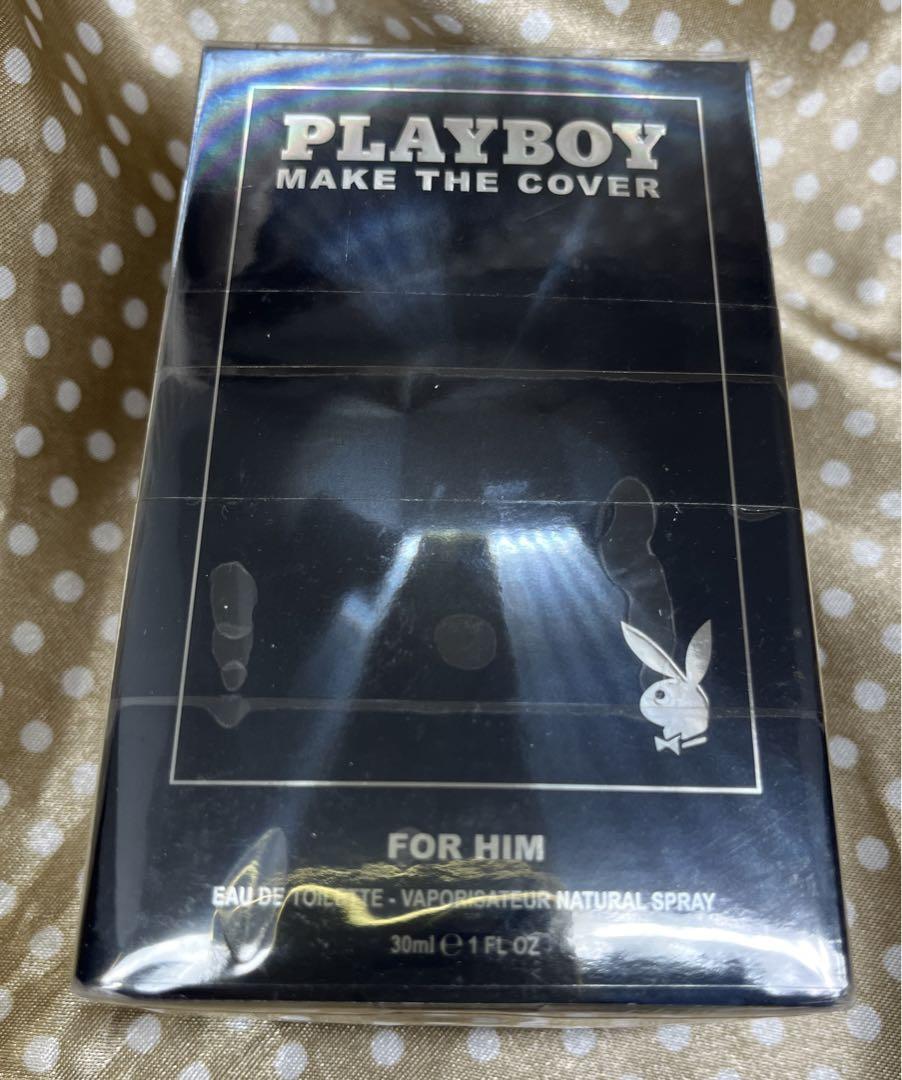 PLAYBOY
MAKE THE COVER
FOR HIM
EAU DE TOILETTE - VAPORISATEUR NATURAL SPRAY
30ml ℮ 1 FL OZ